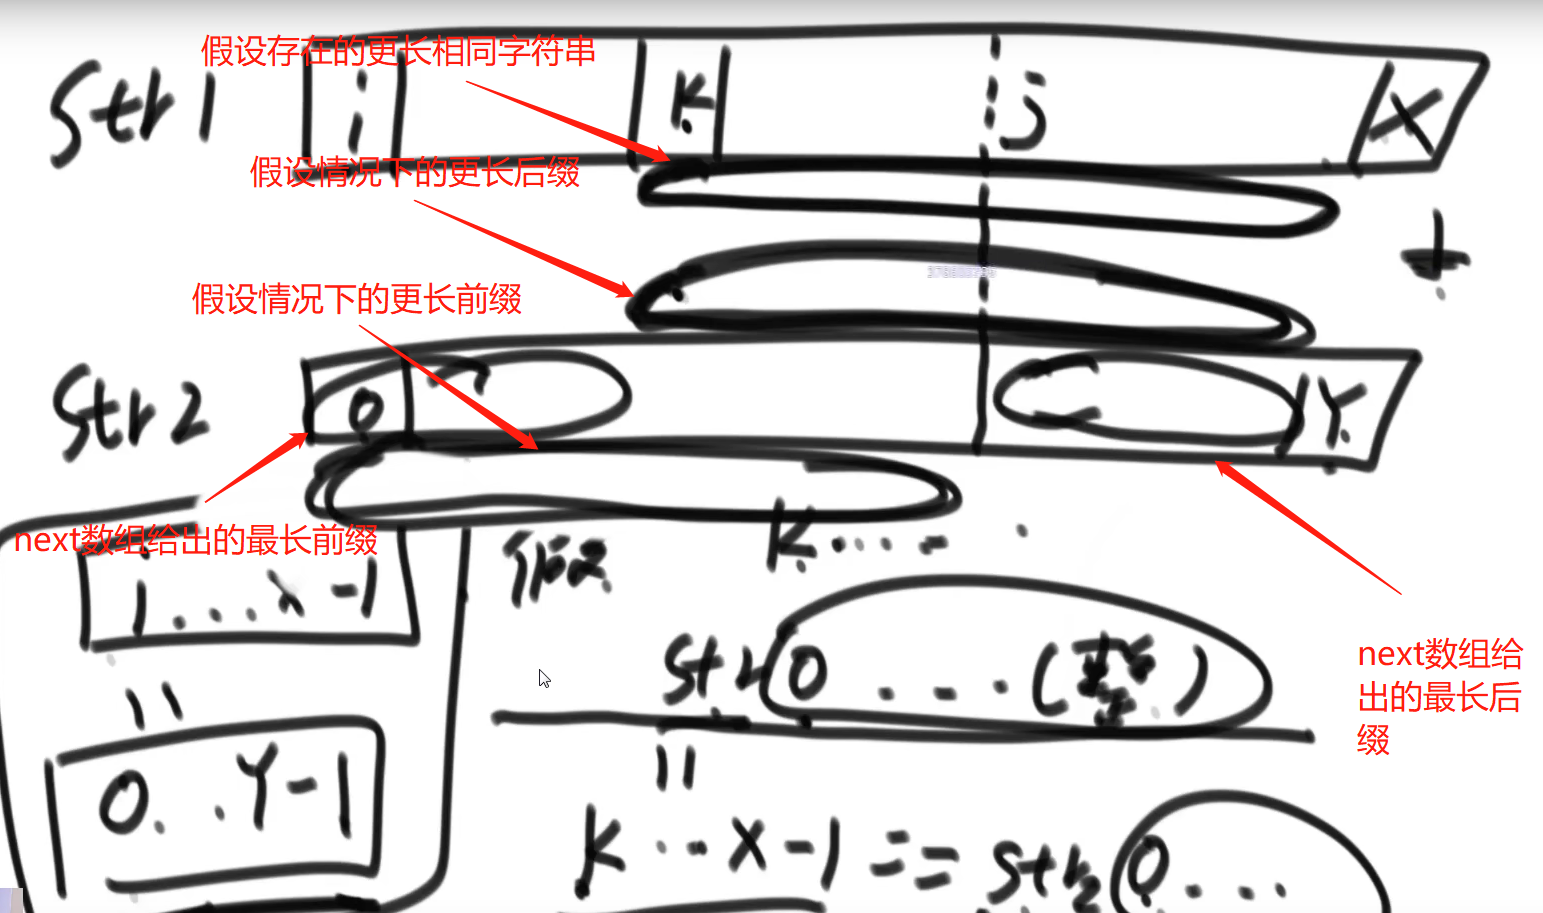 假设存在的更长相同字符串
str1 i K j X
假设情况下的更长后缀
假设情况下的更长前缀
str2 0 Y
next数组给出的最长前缀
假设 K...
i...X-1
str2 0...( )
next数组给
出的最长后
缀
0..Y-1
K...X-1 == str2 0...